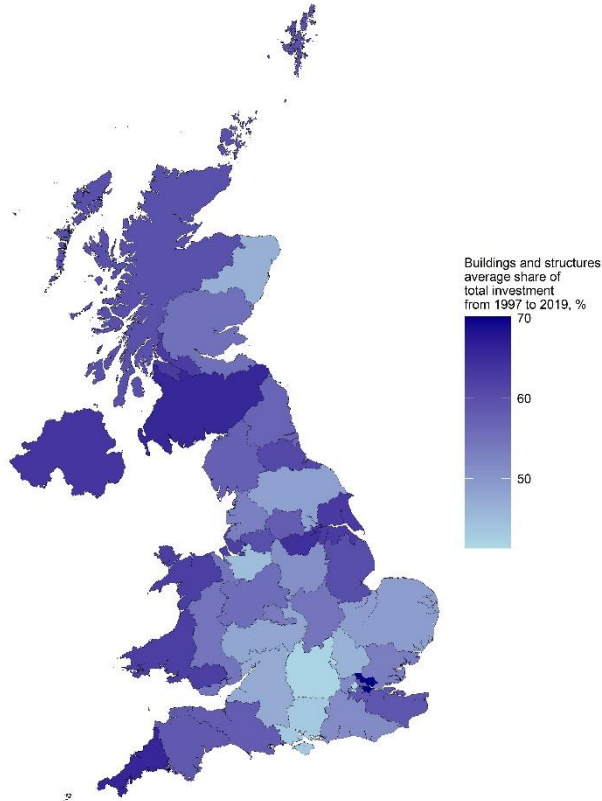 Buildings and structures
average share of
total investment
from 1997 to 2019, %
70
60
50